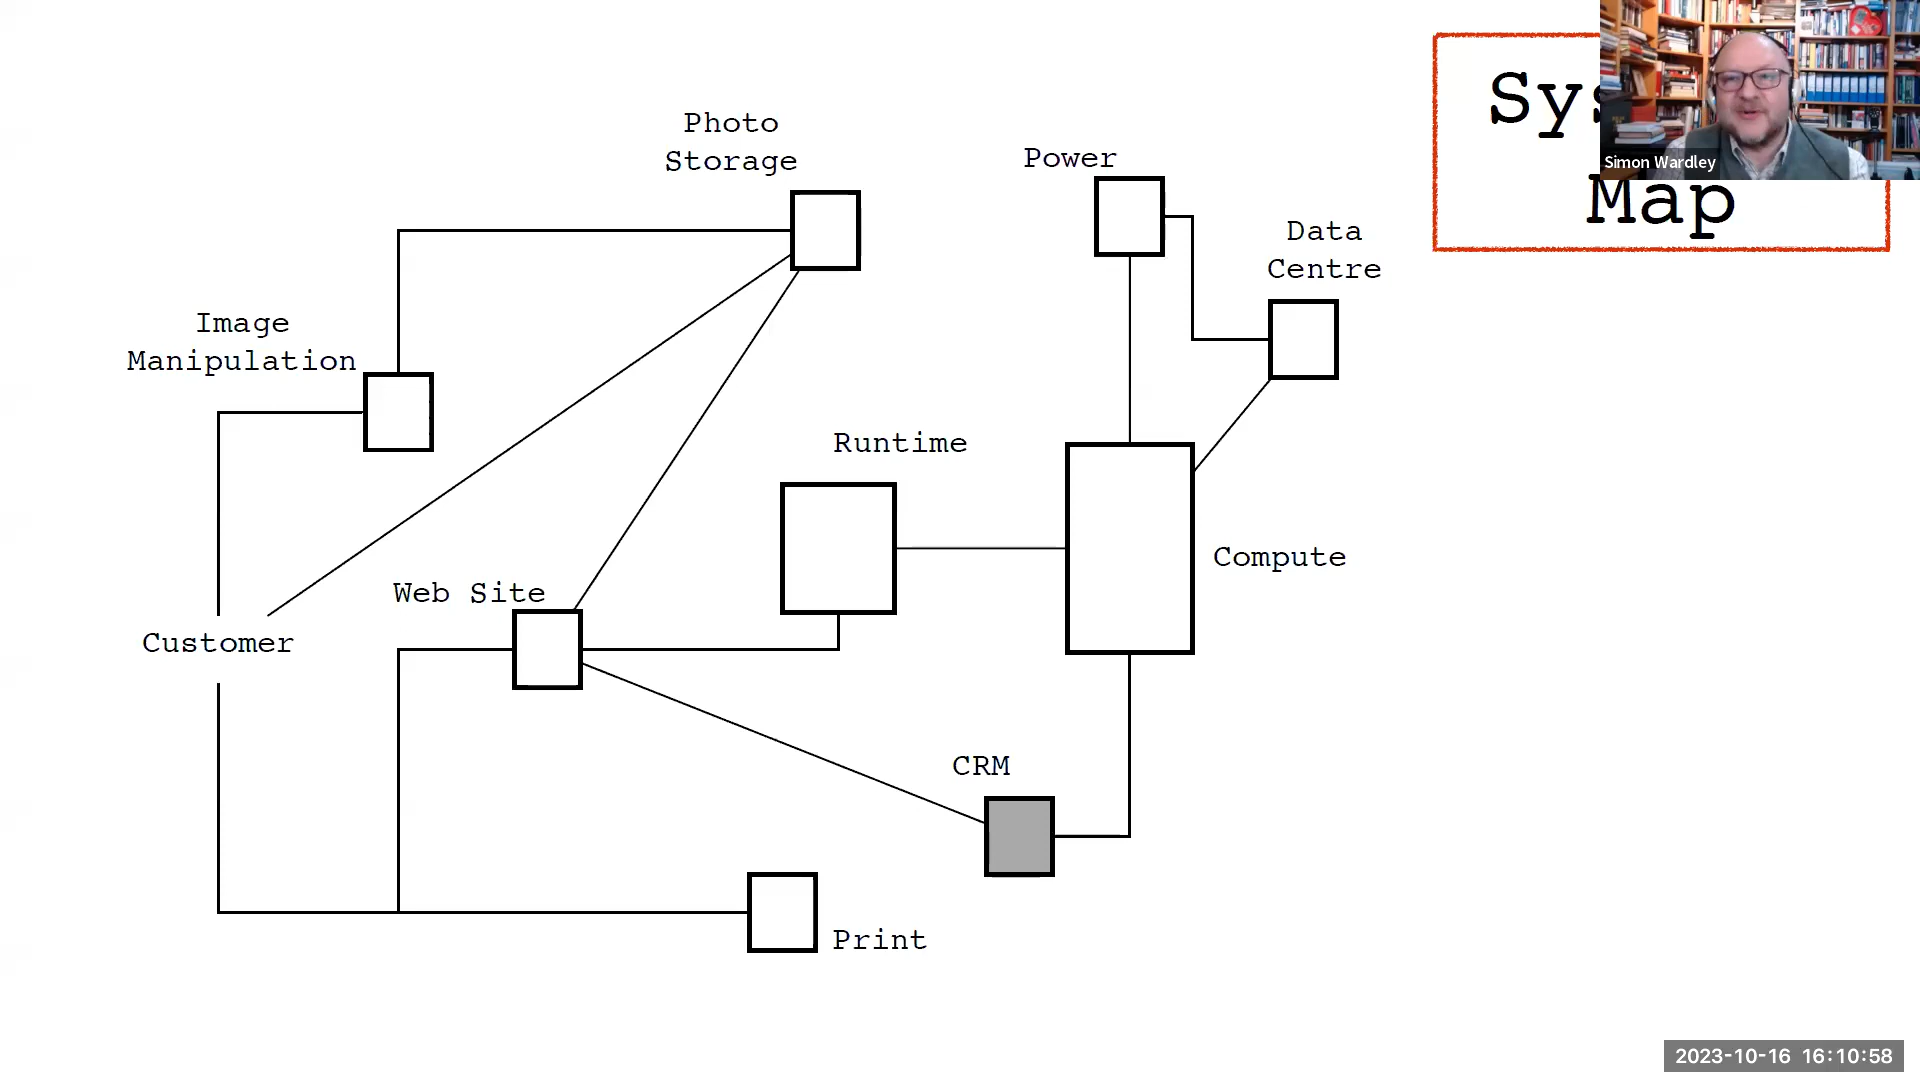 Photo
Storage
Power
Data
Centre
Map
Simon Wardley
Image
Manipulation
Runtime
Compute
Web Site
Customer
CRM
Print
2023-10-16 16:10:58